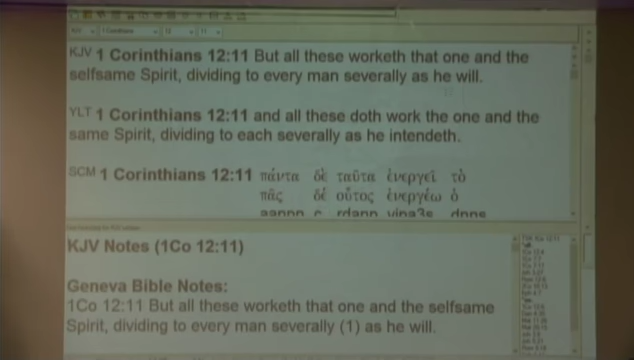 KJV 1 Corinthians 12:11 But all these worketh that one and the
selfsame Spirit, dividing to every man severally as he will.
YLT 1 Corinthians 12:11 and all these doth work the one and the
same Spirit, dividing to each severally as he intendeth.
SCM 1 Corinthians 12:11 πάντα δὲ ταῦτα ἐνεργεῖ τὸ
πᾶς δέ οὗτος ἐνεργέω ὁ
KJV Notes (1Co 12:11)
Geneva Bible Notes:
1Co 12:11 But all these worketh that one and the selfsame
Spirit, dividing to every man severally (1) as he will.